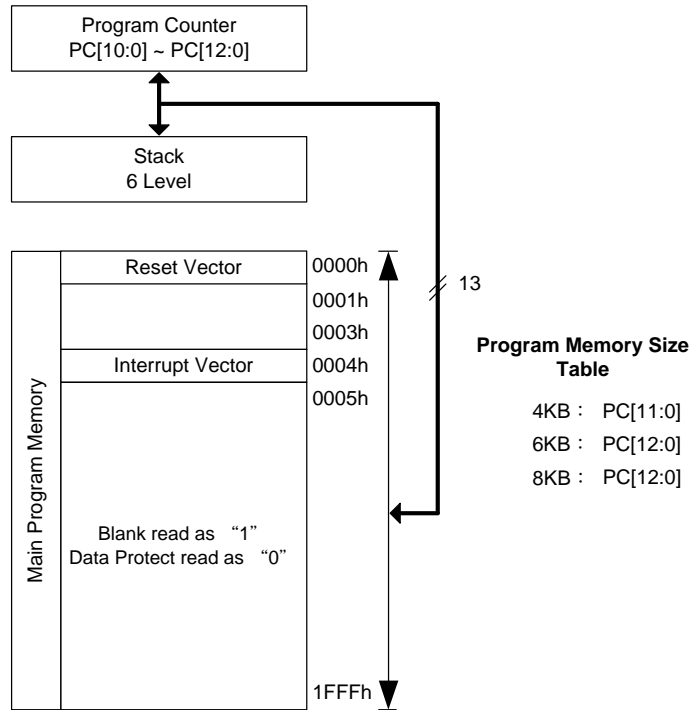 Program Counter
PC[10:0] ~ PC[12:0]
Stack
6 Level
Main Program Memory
Reset Vector
0000h
0001h
0003h
Interrupt Vector
0004h
0005h
Blank read as “1”
Data Protect read as “0”
1FFFh
13
Program Memory Size
Table
4KB： PC[11:0]
6KB： PC[12:0]
8KB： PC[12:0]